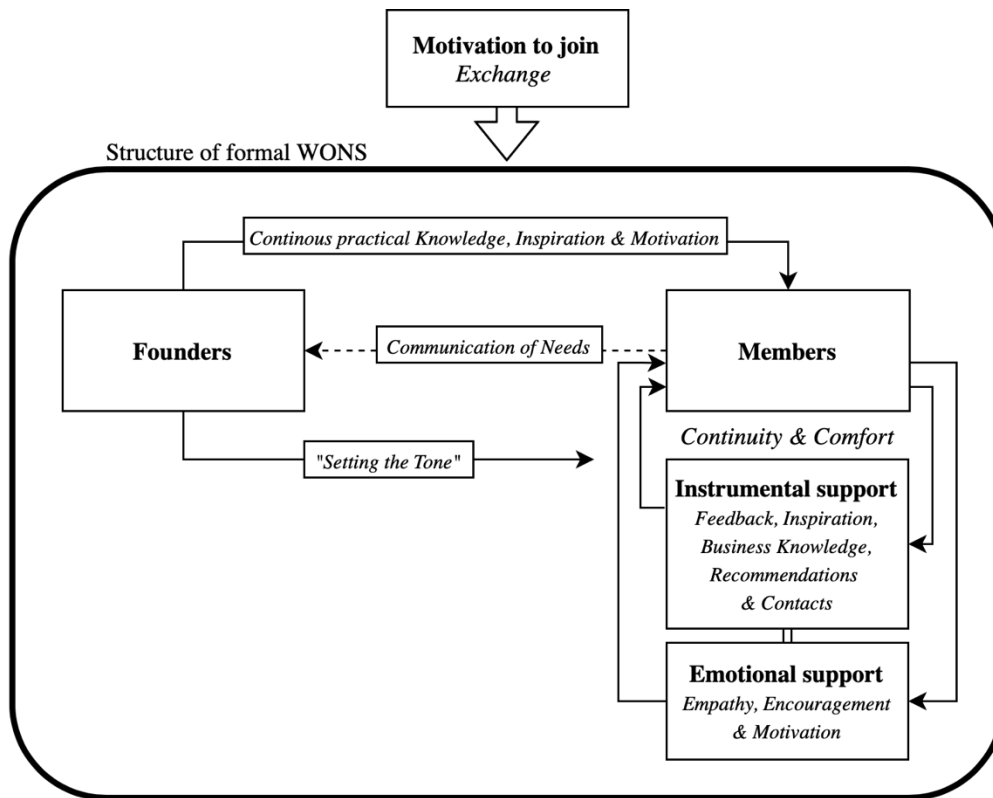 Motivation to join
Exchange
Structure of formal WONS
Continous practical Knowledge, Inspiration & Motivation
Founders
Communication of Needs
Members
"Setting the Tone"
Continuity & Comfort
Instrumental support
Feedback, Inspiration,
Business Knowledge,
Recommendations
& Contacts
Emotional support
Empathy, Encouragement
& Motivation